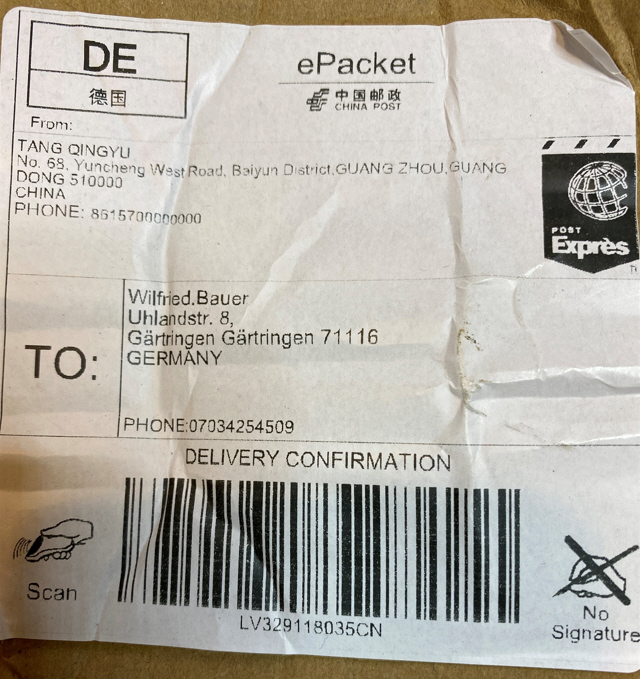 DE
德国
ePacket
中国邮政
CHINA POST
From:
TANG QINGYU
No. 68, Yuncheng West Road, Baiyun District,GUANG ZHOU,GUANG
DONG 510000
CHINA
PHONE: 8615700000000
POST
Exprès
TO:
Wilfried.Bauer
Uhlandstr. 8,
Gärtringen Gärtringen 71116
GERMANY
PHONE:07034254509
DELIVERY CONFIRMATION
Scan
LV329118035CN
No
Signature